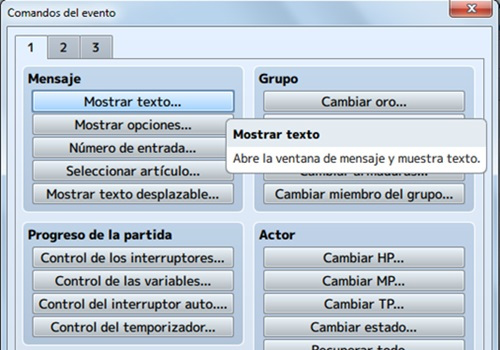 Comandos del evento
1 2 3
Mensaje
Mostrar texto...
Mostrar opciones...
Número de entrada...
Seleccionar artículo...
Mostrar texto desplazable...
Grupo
Cambiar oro...
Mostrar texto
Abre la ventana de mensaje y muestra texto.
Cambiar armaduras...
Cambiar miembro del grupo...
Progreso de la partida
Control de los interruptores...
Control de las variables...
Control del interruptor auto....
Control del temporizador...
Actor
Cambiar HP...
Cambiar MP...
Cambiar TP...
Cambiar estado...
Recuperar todo...